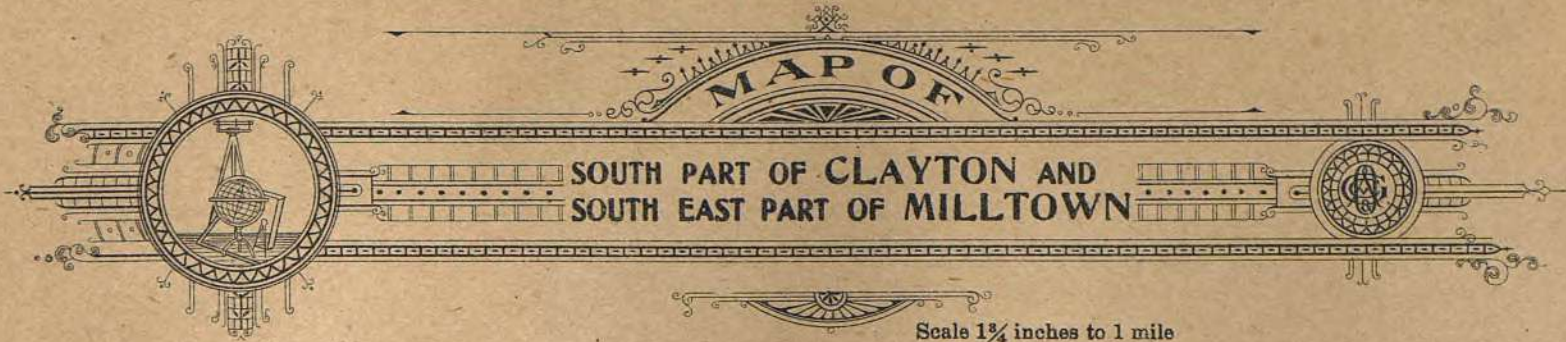 MAP OF
SOUTH PART OF CLAYTON AND
SOUTH EAST PART OF MILLTOWN
Scale 1¾ inches to 1 mile